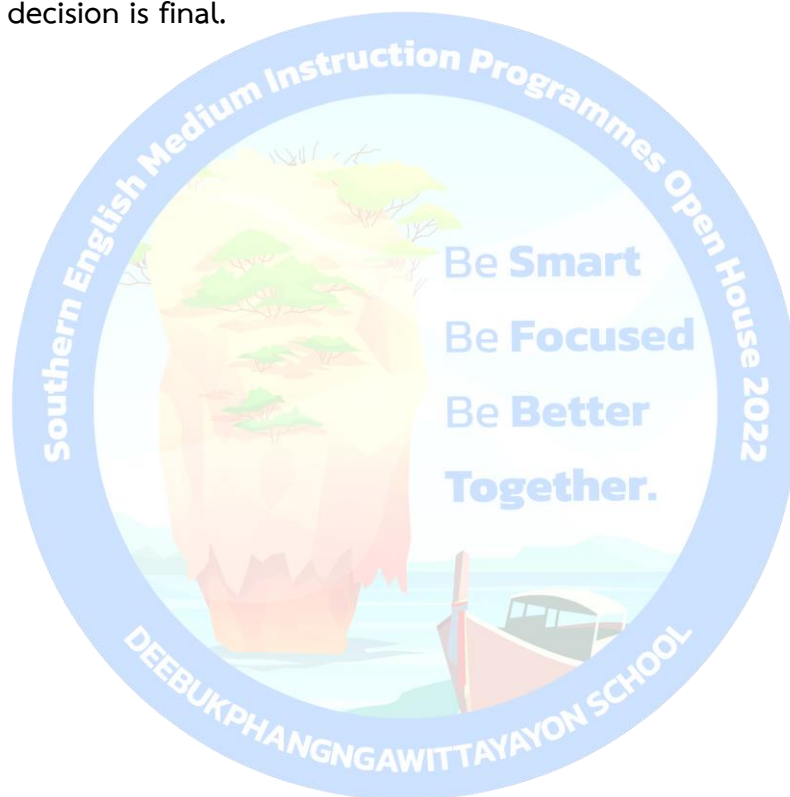 decision is final.
Southern English Medium Instruction Programmes Open House 2022
Be Smart
Be Focused
Be Better
Together.
DEEBUKPHANGNGAWITTAYAYON SCHOOL